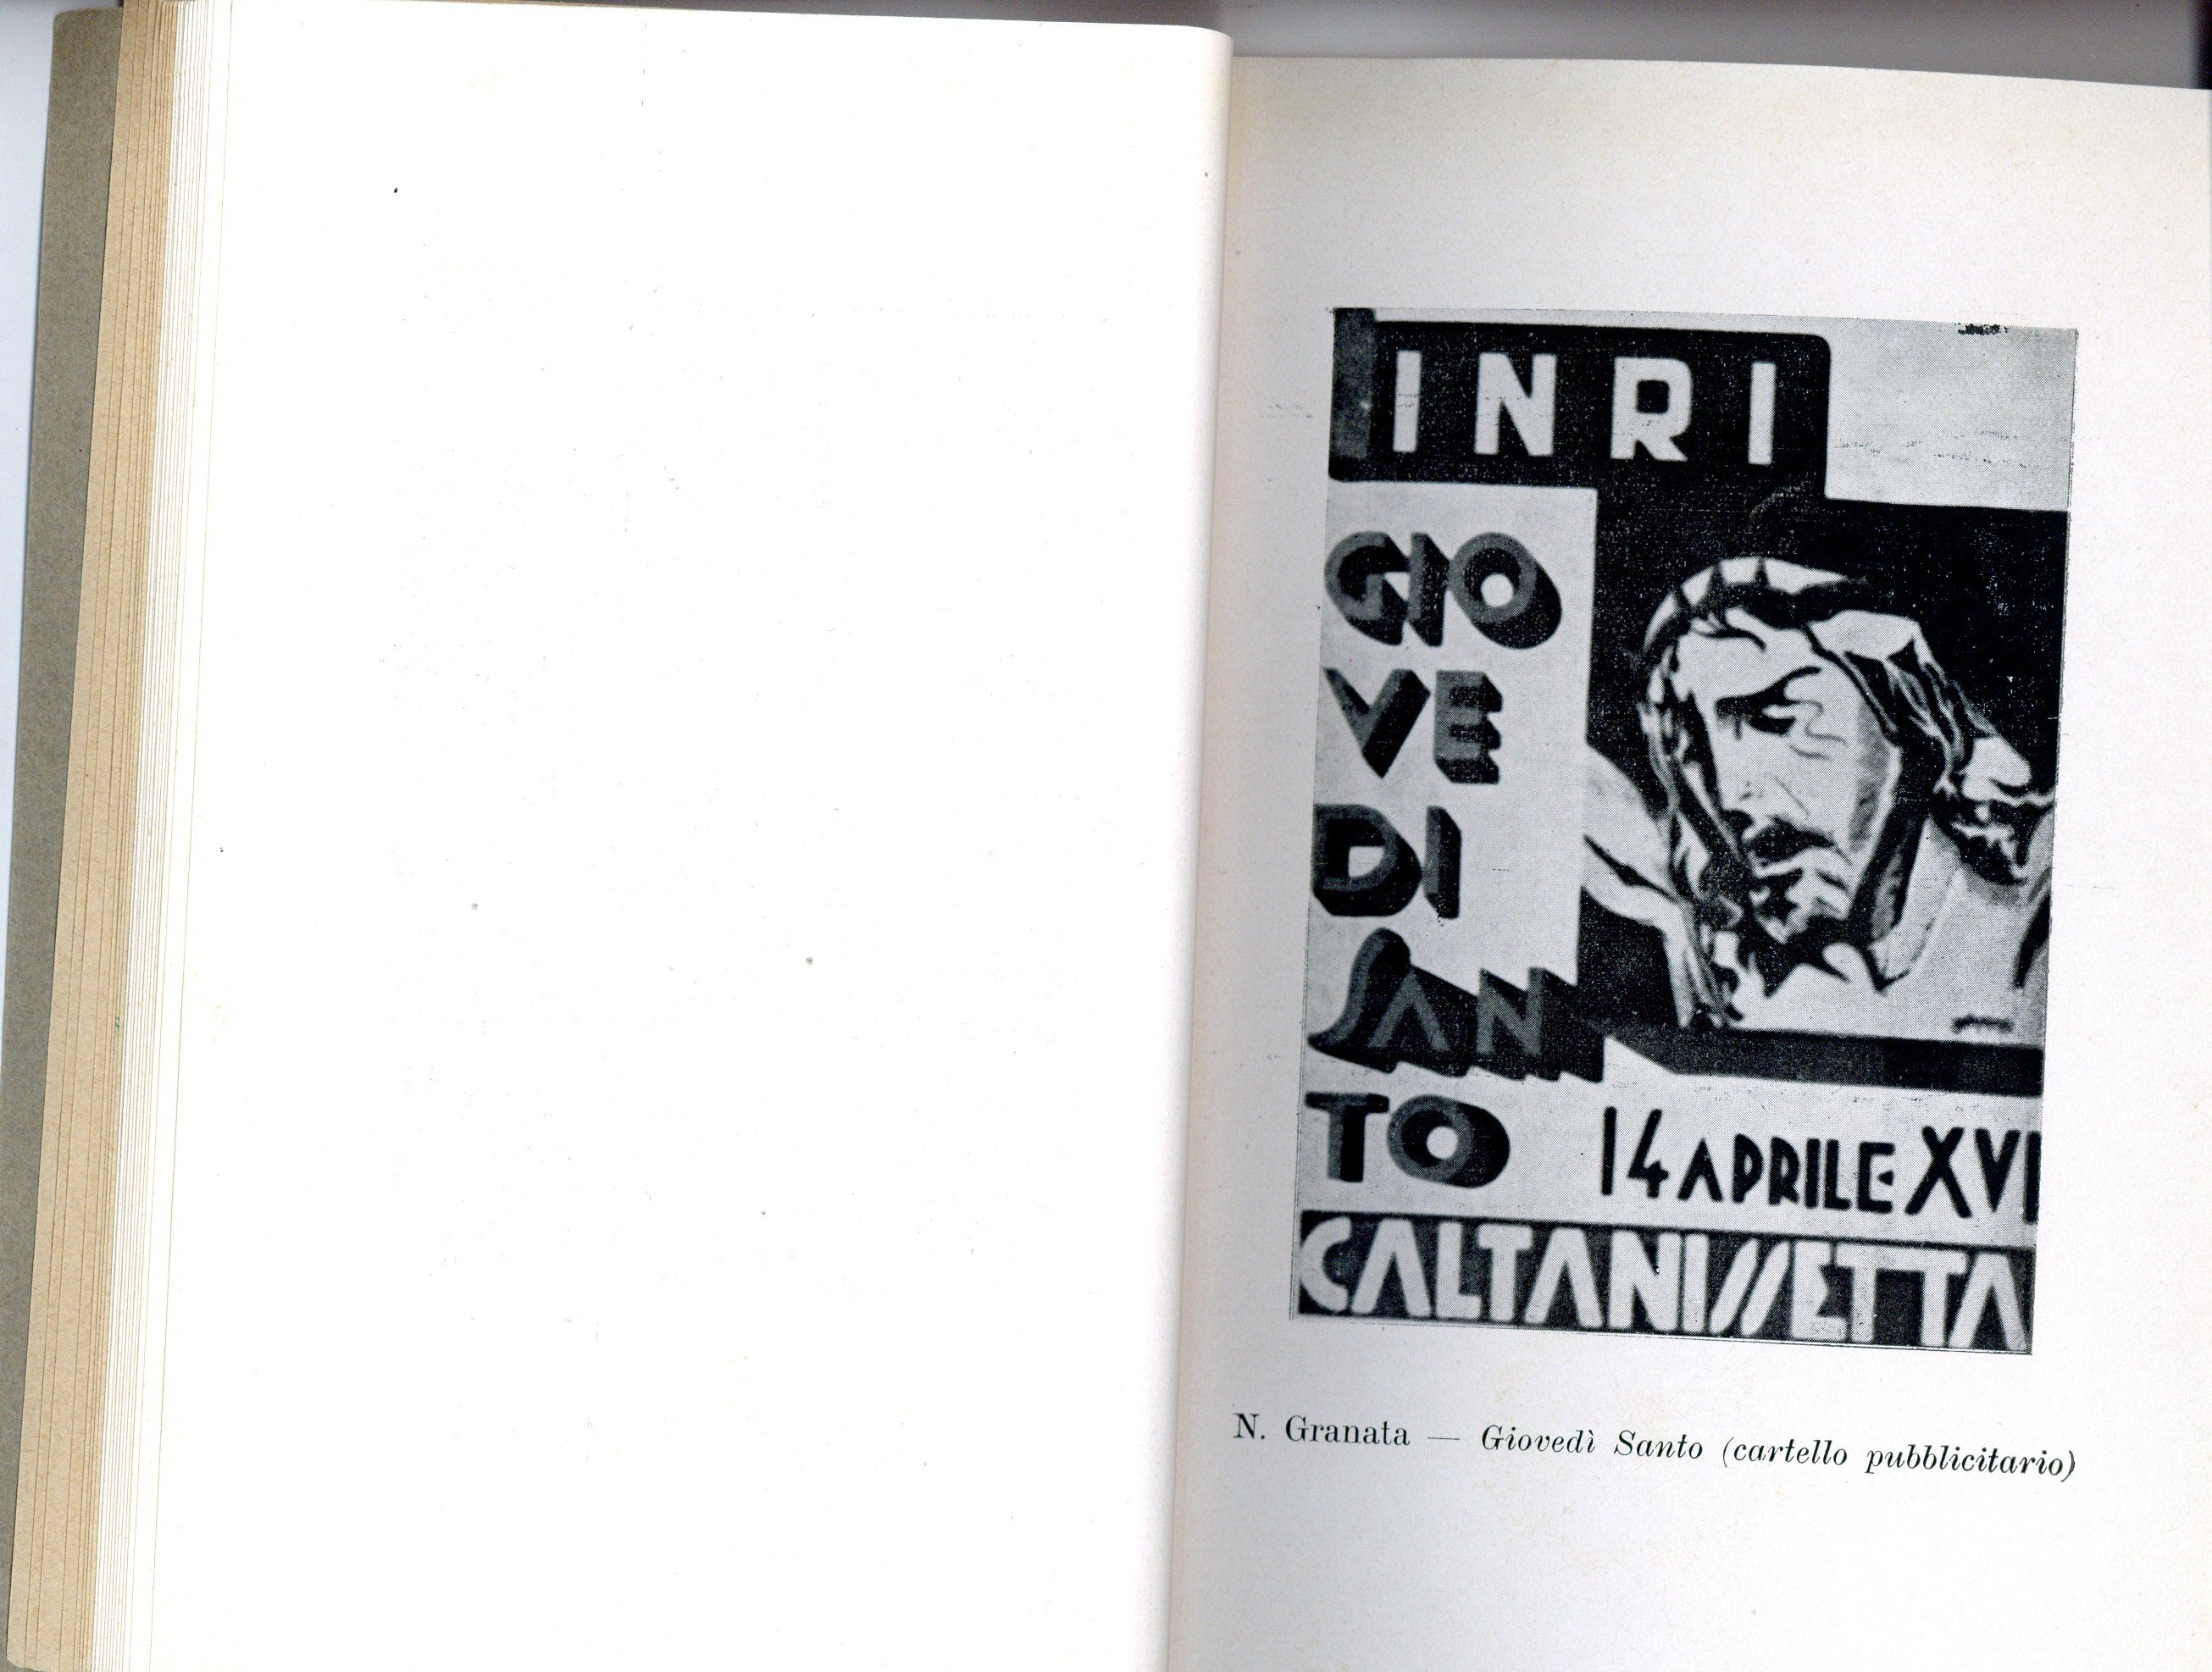 INRI
GIO
VE
DI
SAN
TO
14 APRILE·XVI
CALTANISSETTA
N. Granata — Giovedì Santo (cartello pubblicitario)